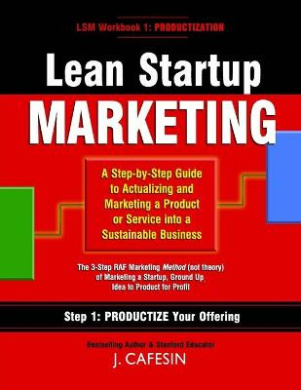 LSM Workbook 1: PRODUCTIZATION
Lean Startup
MARKETING
A Step-by-Step Guide
to Actualizing and
Marketing a Product
or Service into a
Sustainable Business
The 3-Step RAF Marketing Method (not theory)
of Marketing a Startup, Ground Up,
Idea to Product for Profit
Step 1: PRODUCTIZE Your Offering
Bestselling Author & Stanford Educator
J. CAFESIN